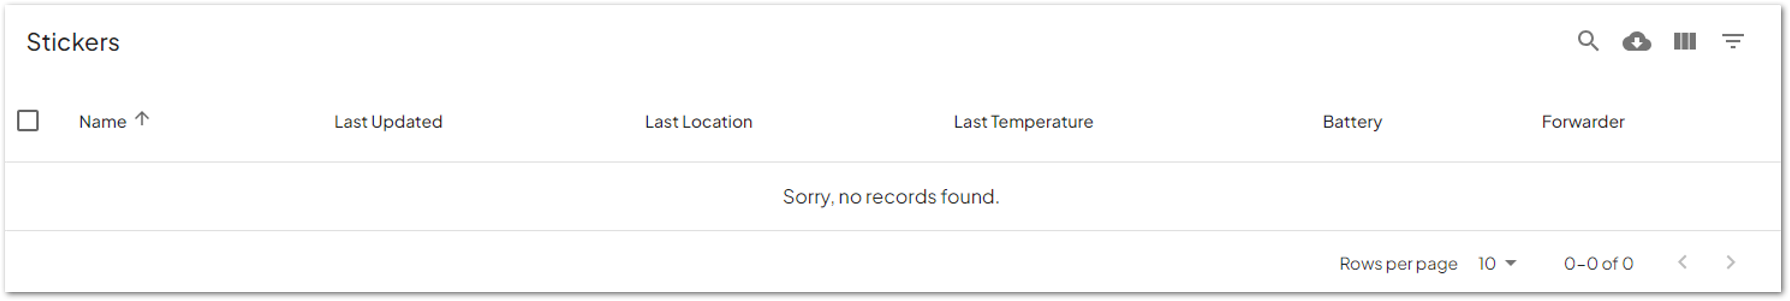 Stickers
Name Last Updated Last Location Last Temperature Battery Forwarder
Sorry, no records found.
Rows per page 10 0–0 of 0